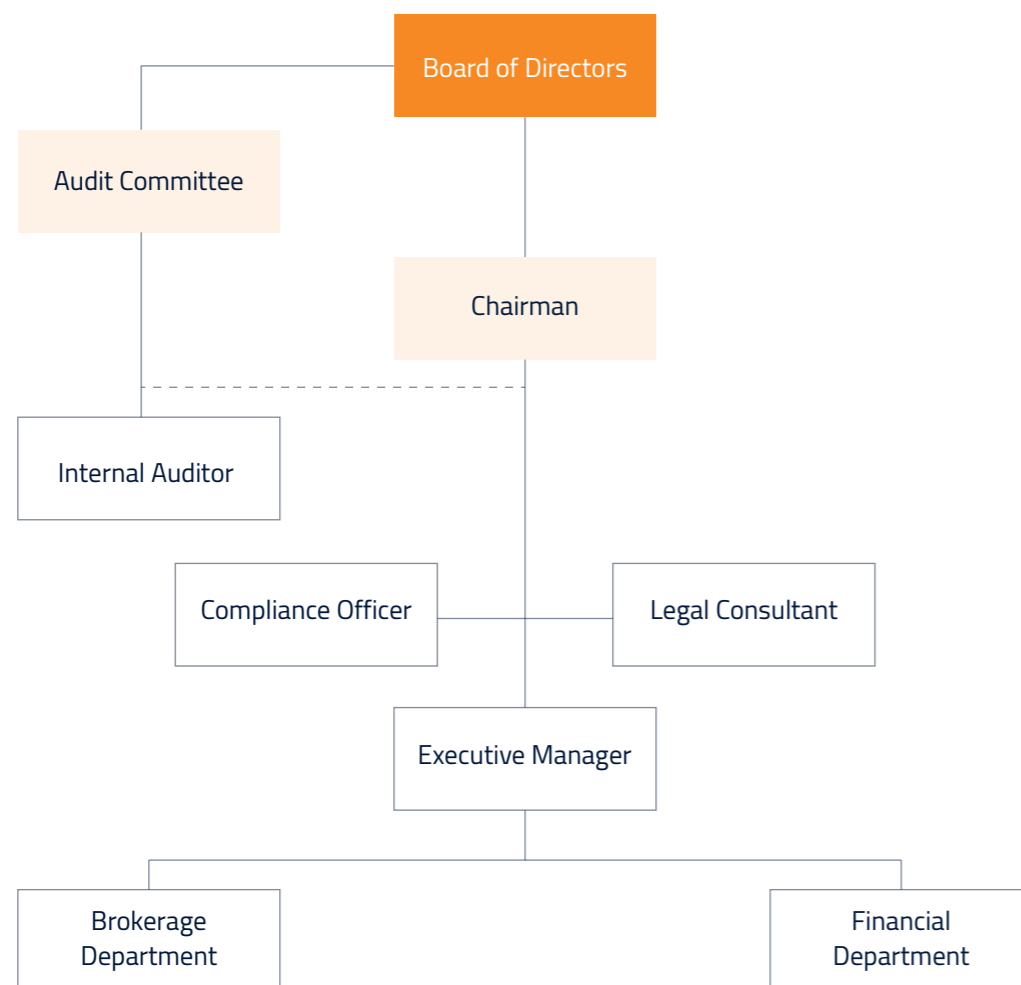 Board of Directors
Audit Committee
Chairman
Internal Auditor
Compliance Officer
Legal Consultant
Executive Manager
Brokerage
Department
Financial
Department